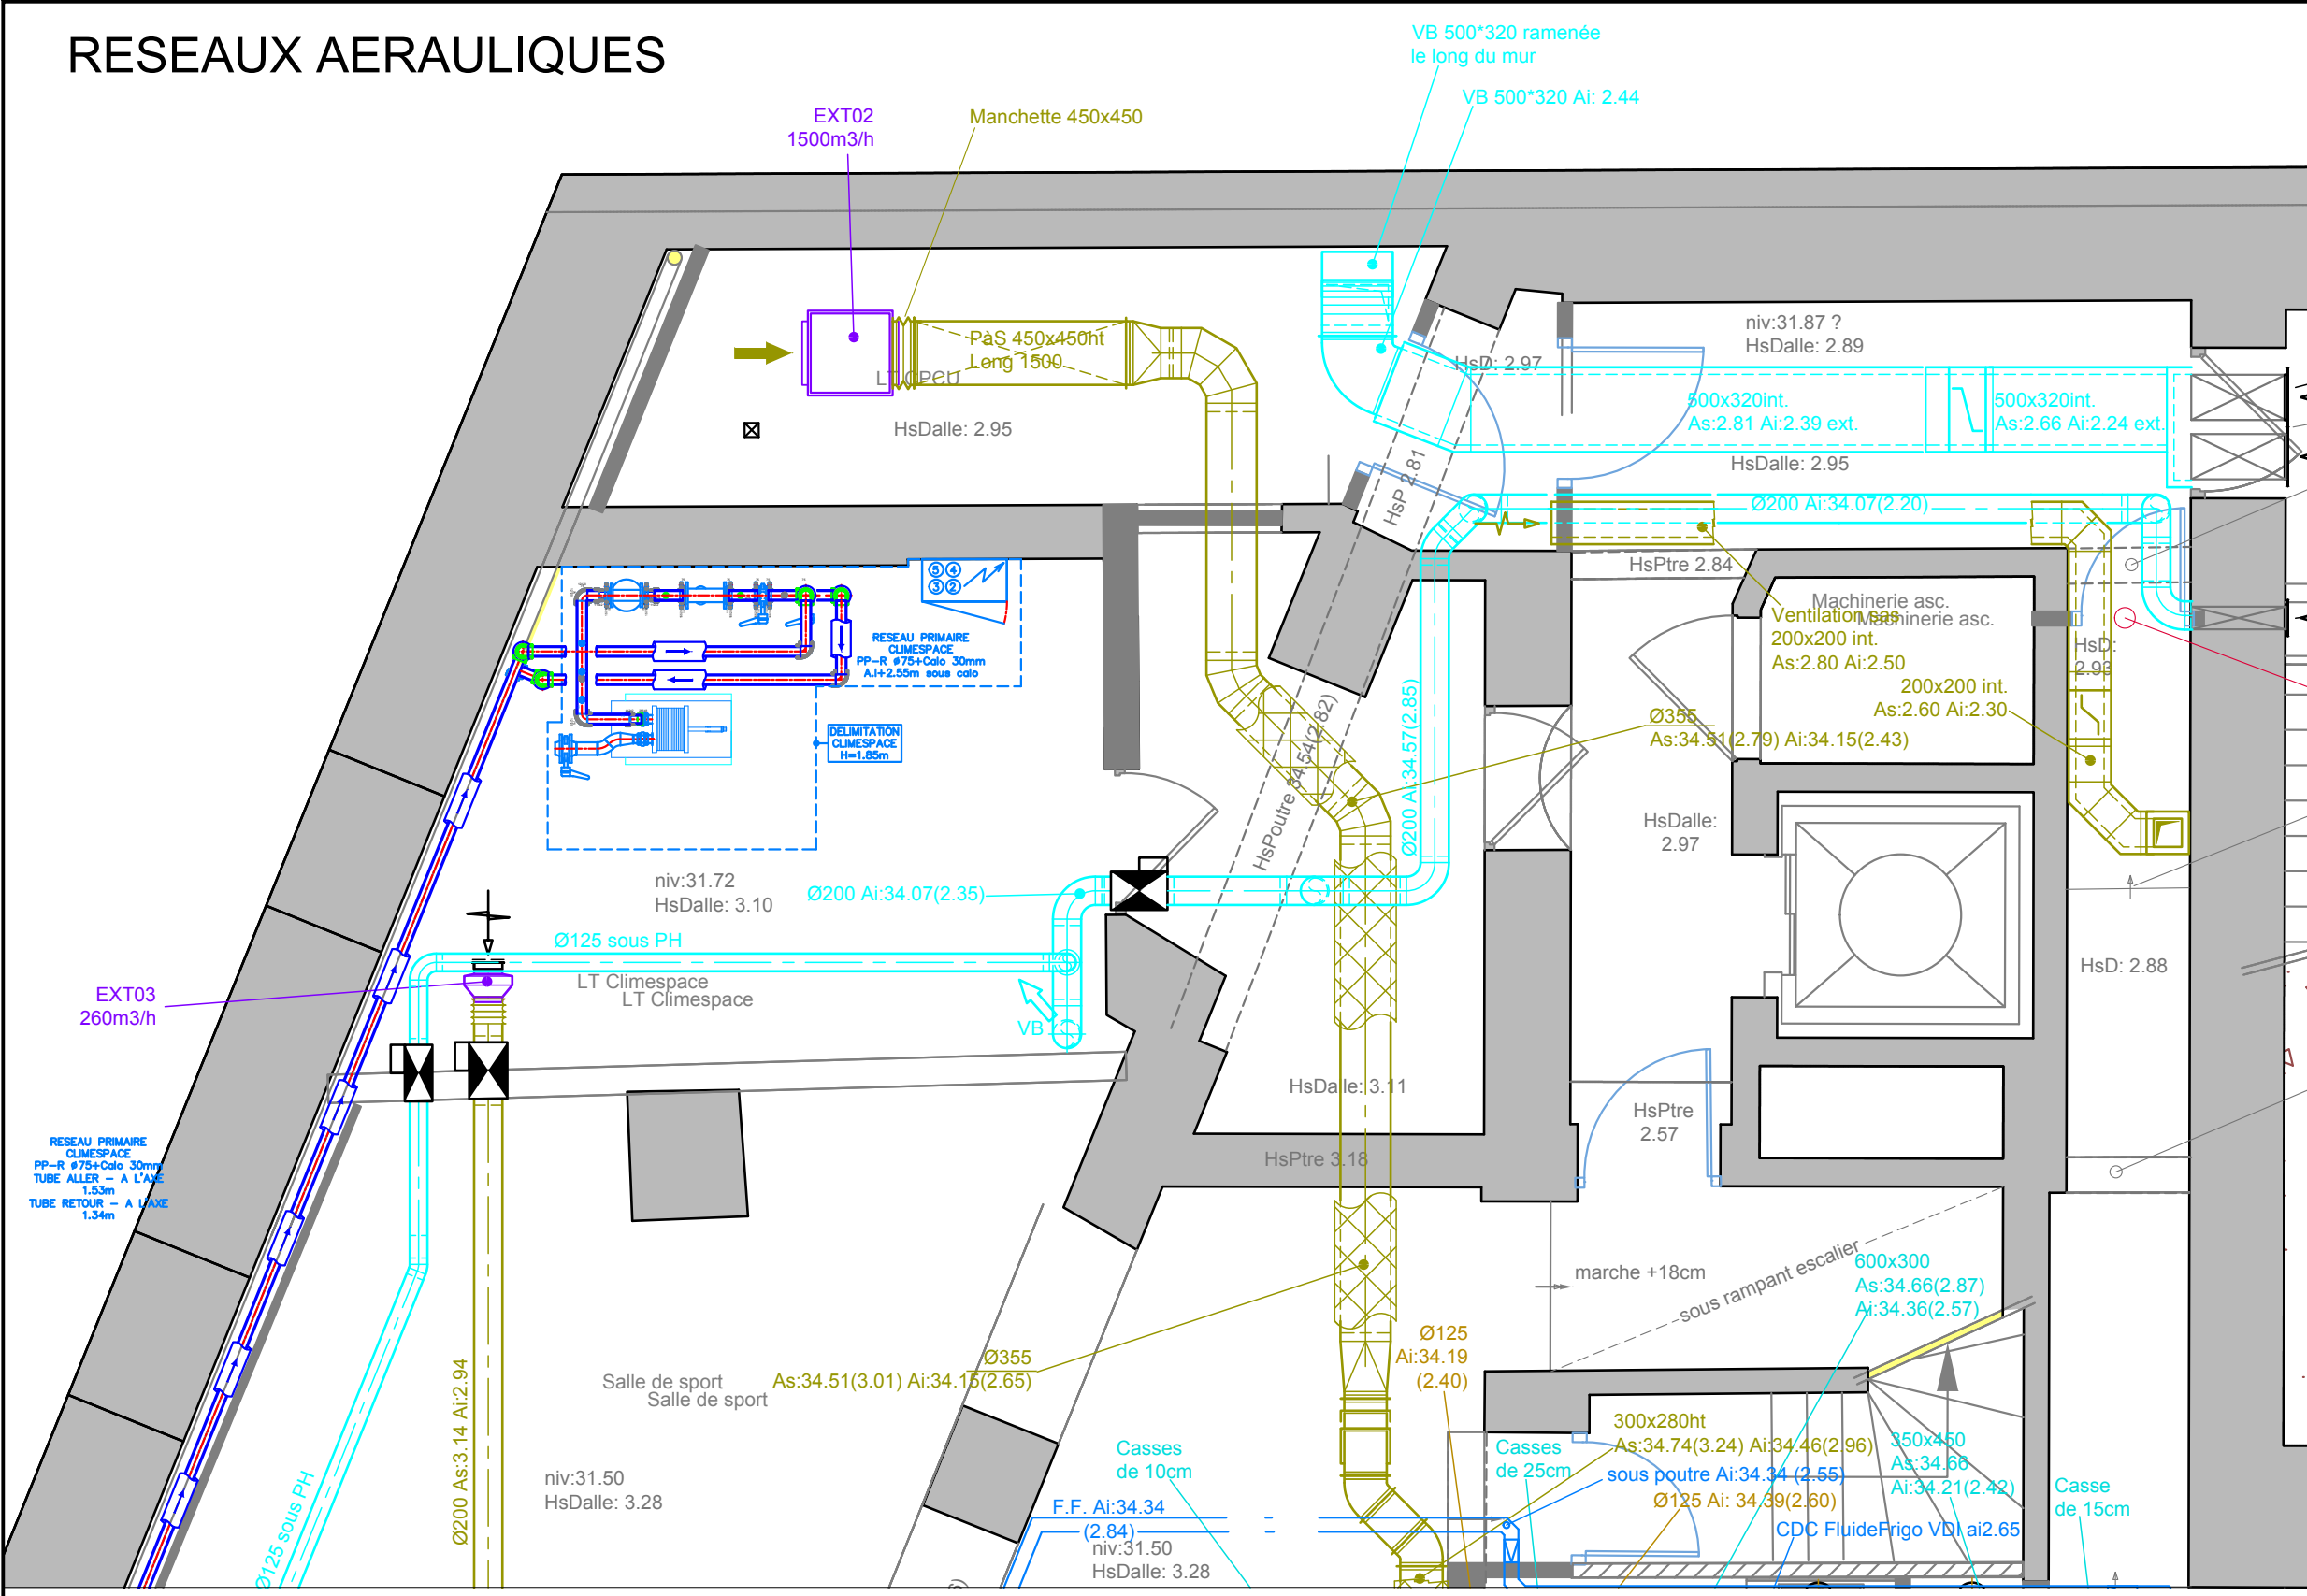 RESEAUX AERAULIQUES
VB 500*320 ramenée
le long du mur
VB 500*320 Ai: 2.44
EXT02
1500m3/h
Manchette 450x450
PàS 450x450ht
Long 1500
LT CPCU
HsDalle: 2.95
HsD: 2.97
niv:31.87 ?
HsDalle: 2.89
500x320int.
As:2.81 Ai:2.39 ext.
500x320int.
As:2.66 Ai:2.24 ext.
HsDalle: 2.95
HsP 2.81
Ø200 Ai:34.07(2.20)
HsPtre 2.84
Machinerie asc.
Machinerie asc.
Ventilation sas
200x200 int.
As:2.80 Ai:2.50
200x200 int.
As:2.60 Ai:2.30
HsD:
2.93
⑤④
③②
RESEAU PRIMAIRE
CLIMESPACE
PP-R ø75+Calo 30mm
A.I+2.55m sous calo
DELIMITATION
CLIMESPACE
H=1.85m
Ø355
As:34.51(2.79) Ai:34.15(2.43)
HsPoutre 34.54(2.82)
Ø200 Ai:34.57(2.85)
HsDalle:
2.97
niv:31.72
HsDalle: 3.10
Ø200 Ai:34.07(2.35)
Ø125 sous PH
LT Climespace
LT Climespace
EXT03
260m3/h
VB
HsD: 2.88
HsDalle: 3.11
HsPtre
2.57
HsPtre 3.18
RESEAU PRIMAIRE
CLIMESPACE
PP-R ø75+Calo 30mm
TUBE ALLER - A L'AXE
1.53m
TUBE RETOUR - A L'AXE
1.34m
marche +18cm
sous rampant escalier
600x300
As:34.66(2.87)
Ai:34.36(2.57)
Ø125
Ai:34.19
(2.40)
Ø355
As:34.51(3.01) Ai:34.15(2.65)
Salle de sport
Salle de sport
Ø200 As:3.14 Ai:2.94
Ø125 sous PH
niv:31.50
HsDalle: 3.28
Casses
de 10cm
Casses
de 25cm
300x280ht
As:34.74(3.24) Ai:34.46(2.96)
350x450
As:34.66
Ai:34.21(2.42)
sous poutre Ai:34.34 (2.55)
Ø125 Ai: 34.39(2.60)
Casse
de 15cm
F.F. Ai:34.34
(2.84)
CDC FluideFrigo VDI ai2.65
niv:31.50
HsDalle: 3.28